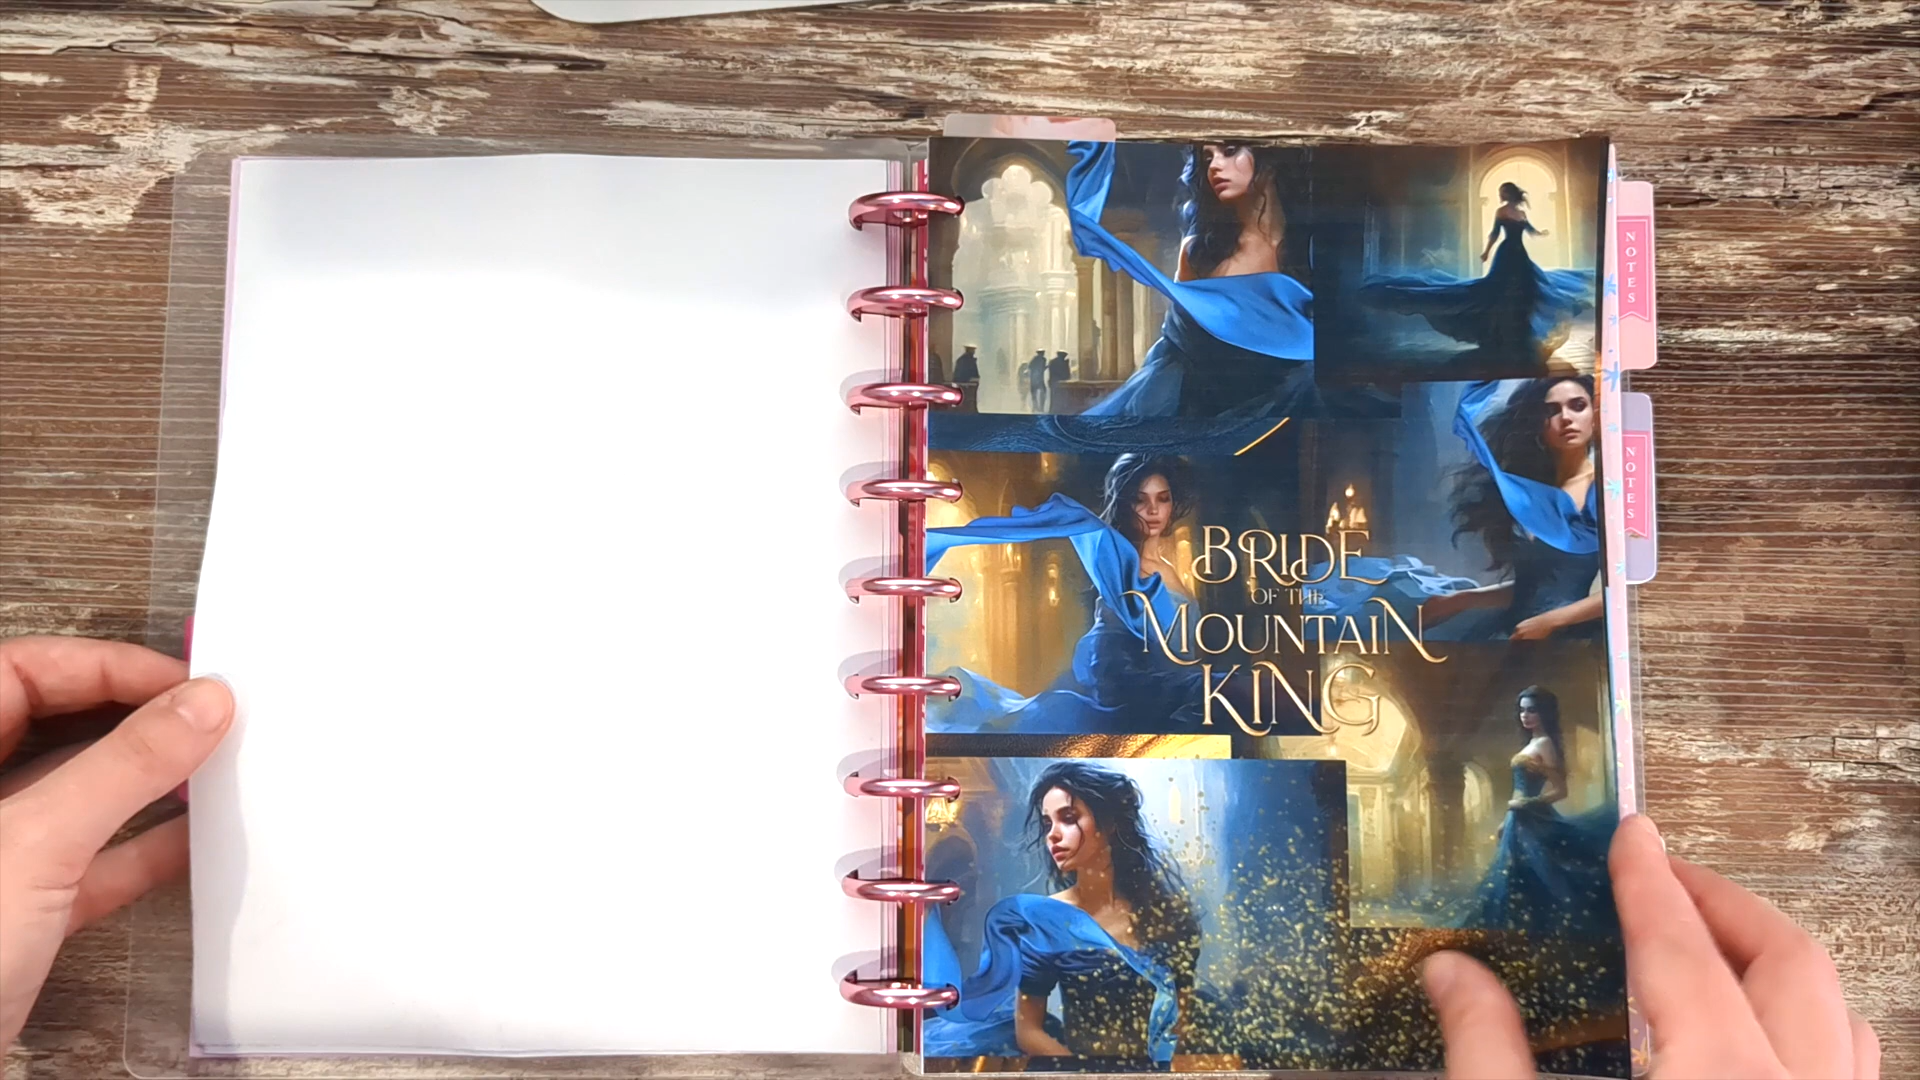 BRIDE
OF THE
MOUNTAIN
KING
NOTES
NOTES